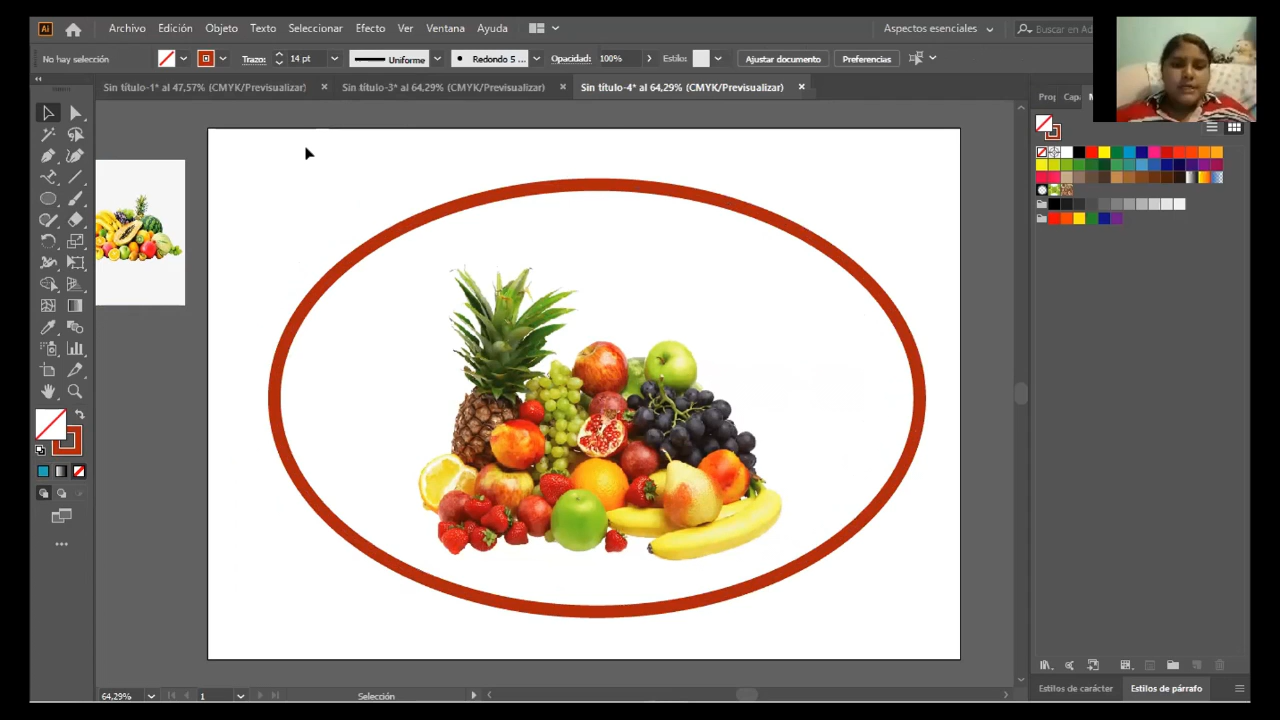 Ai Archivo Edición Objeto Texto Seleccionar Efecto Ver Ventana Ayuda Aspectos esenciales Buscar en Ad
No hay selección Trazo: 14 pt Uniforme Redondo 5 ... Opacidad: 100% Estilo: Ajustar documento Preferencias
Sin título-1* al 47,57% (CMYK/Previsualizar) Sin título-3* al 64,29% (CMYK/Previsualizar) Sin título-4* al 64,29% (CMYK/Previsualizar)
Proj Capa
64,29% 1 Selección
Estilos de carácter Estilos de párrafo